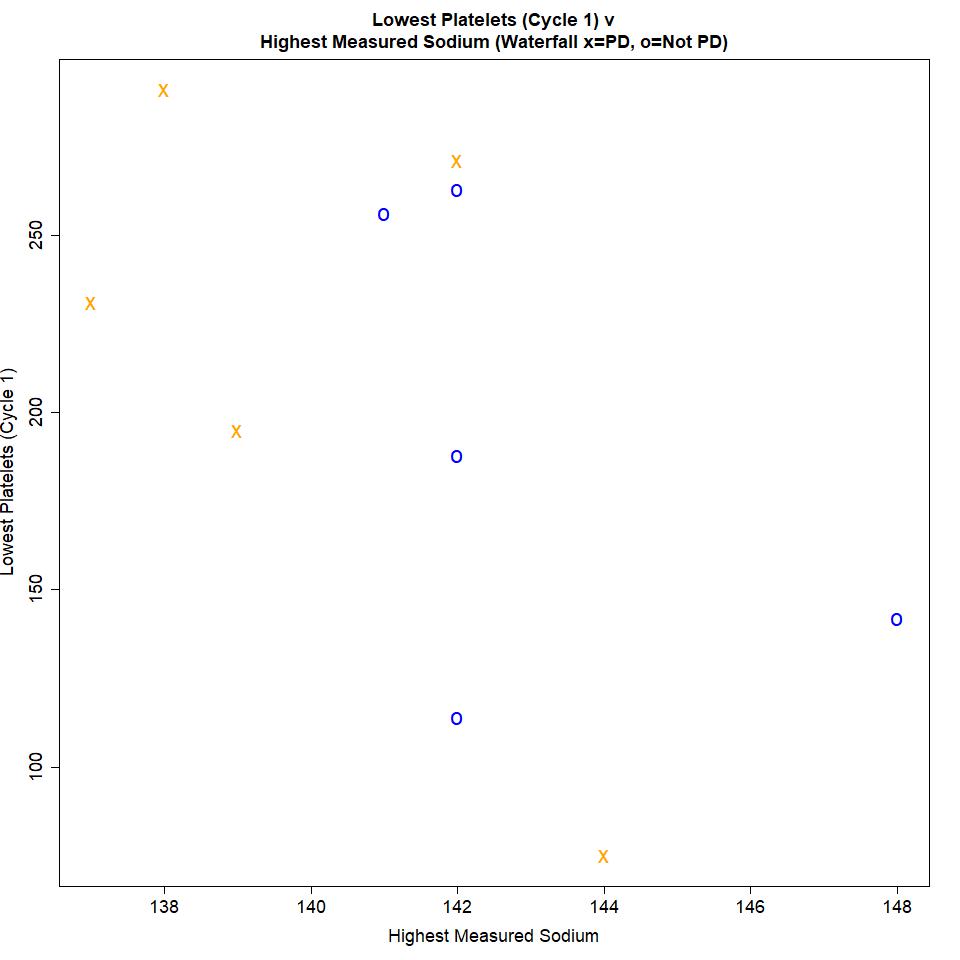 Lowest Platelets (Cycle 1) v
Highest Measured Sodium (Waterfall x=PD, o=Not PD)
Lowest Platelets (Cycle 1)
250
200
150
100
X
X
O
O
X
X
O
O
O
X
138 140 142 144 146 148
Highest Measured Sodium